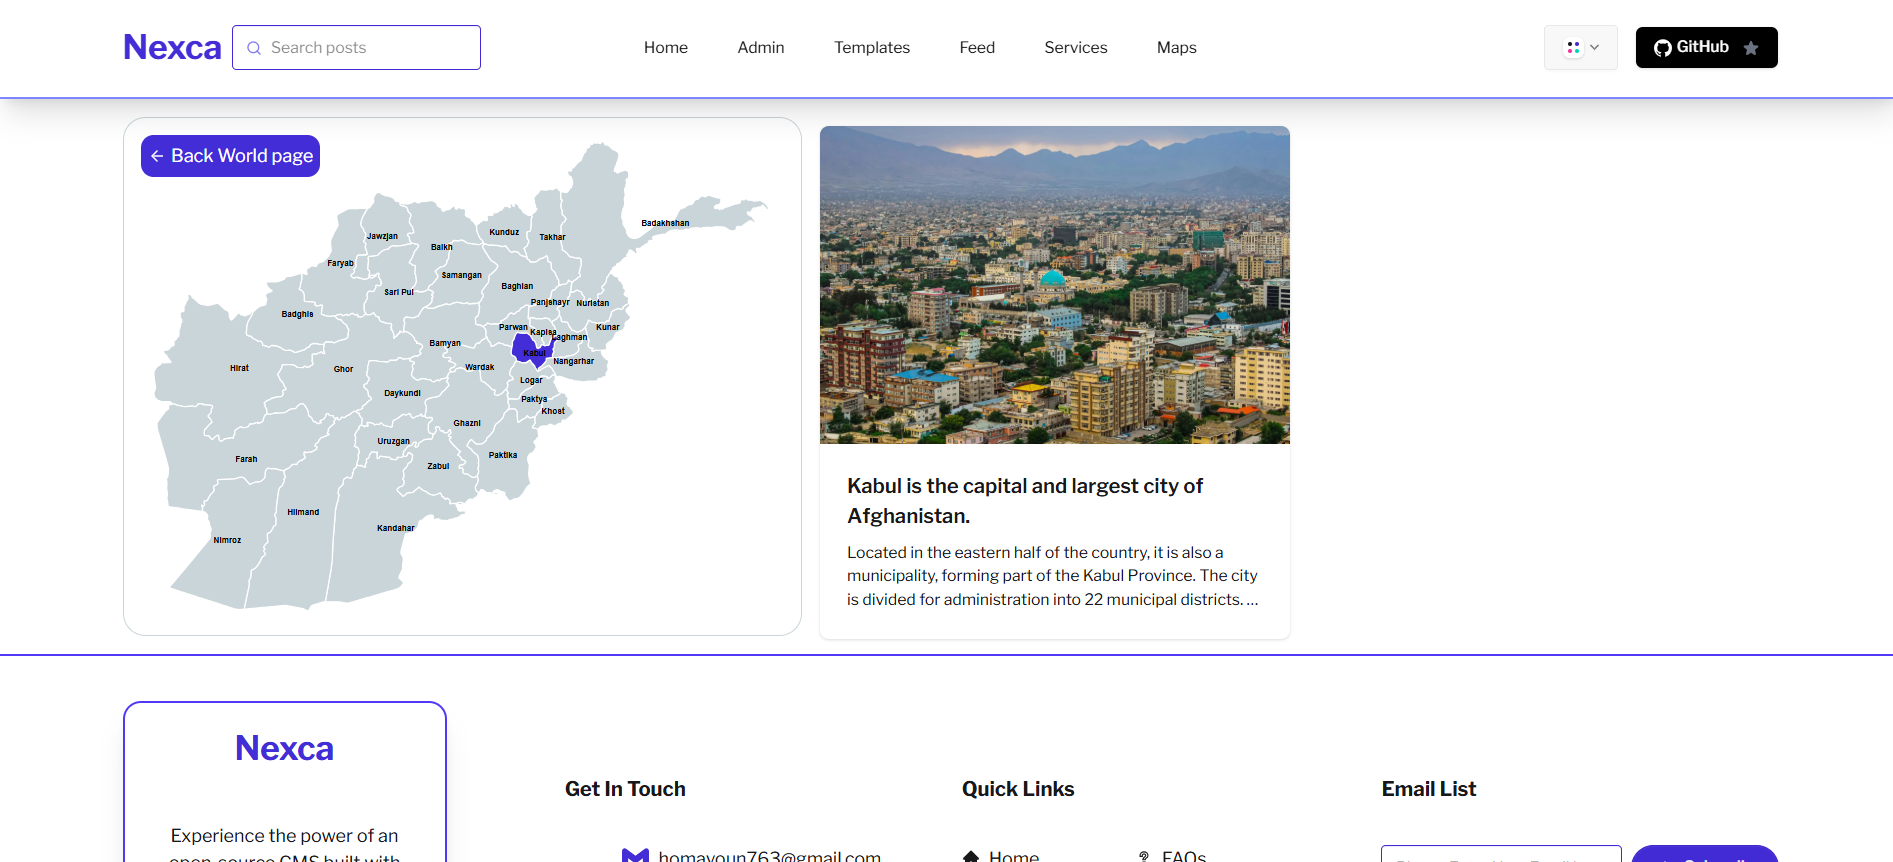 Nexca
Search posts
Home
Admin
Templates
Feed
Services
Maps
GitHub
Back World page
Badakhshan
Jawzjan
Kunduz
Takhar
Balkh
Faryab
Samangan
Baghlan
Sari Pul
Panjshayr
Nuristan
Badghis
Parwan
Kapisa
Kunar
Laghman
Bamyan
Kabul
Nangarhar
Hirat
Ghor
Wardak
Logar
Daykundi
Paktya
Khost
Ghazni
Uruzgan
Farah
Zabul
Paktika
Hilmand
Kandahar
Nimroz
Kabul is the capital and largest city of
Afghanistan.
Located in the eastern half of the country, it is also a
municipality, forming part of the Kabul Province. The city
is divided for administration into 22 municipal districts. ...
Nexca
Experience the power of an
open-source CMS built with
Get In Touch
homayoun763@gmail.com
Quick Links
Home
FAQs
Email List